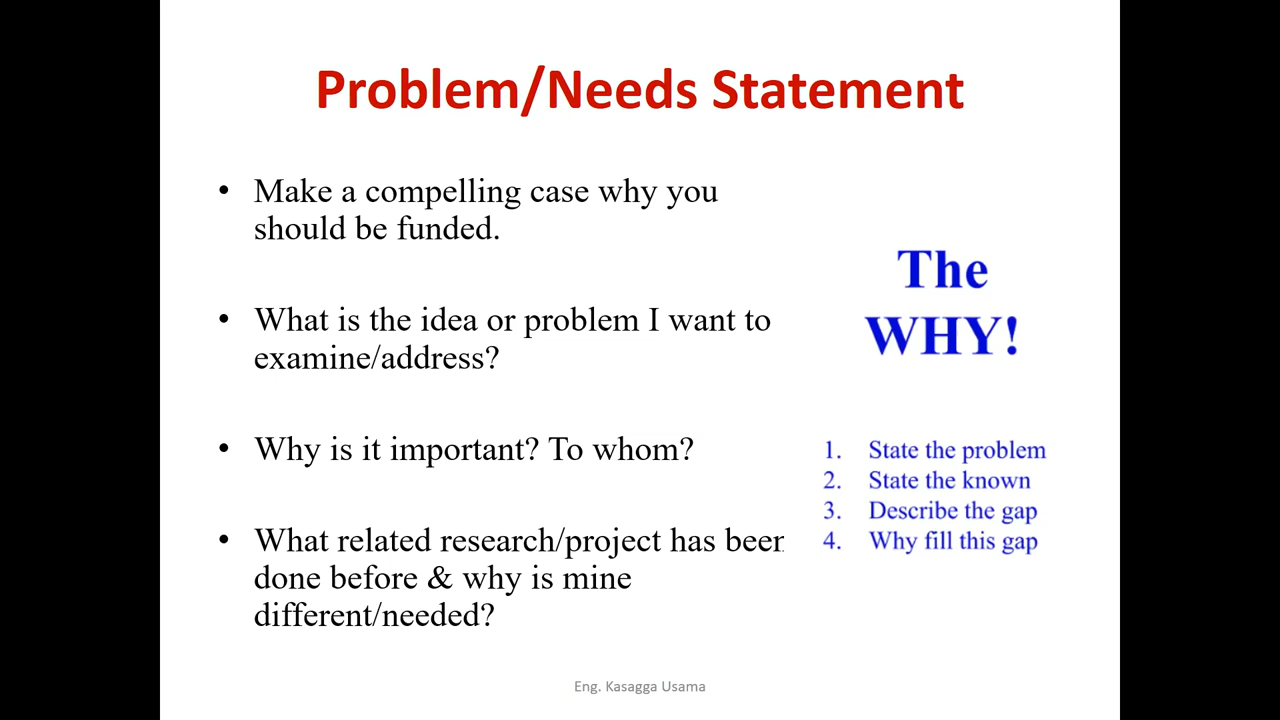 Problem/Needs Statement
• Make a compelling case why you
should be funded.
• What is the idea or problem I want to
examine/address?
• Why is it important? To whom?
• What related research/project has been
done before & why is mine
different/needed?
The
WHY!
1. State the problem
2. State the known
3. Describe the gap
4. Why fill this gap
Eng. Kasagga Usama